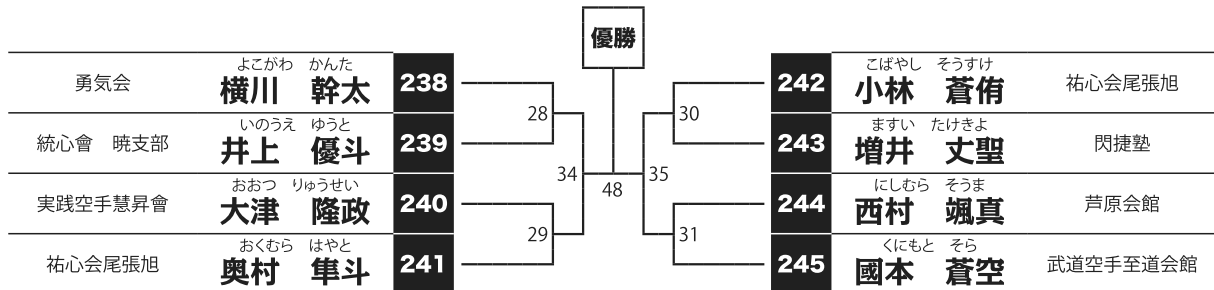 優勝
よこがわ かんた
勇気会 横川 幹太 238
いのうえ ゆうと
統心會 暁支部 井上 優斗 239
おおつ りゅうせい
実践空手慧昇會 大津 隆政 240
おくむら はやと
祐心会尾張旭 奥村 隼斗 241
28
29
34
48
35
30
31
こばやし そうすけ
242 小林 蒼侑 祐心会尾張旭
ますい たけきよ
243 増井 丈聖 閃捷塾
にしむら そうま
244 西村 颯真 芦原会館
くにもと そら
245 國本 蒼空 武道空手至道会館